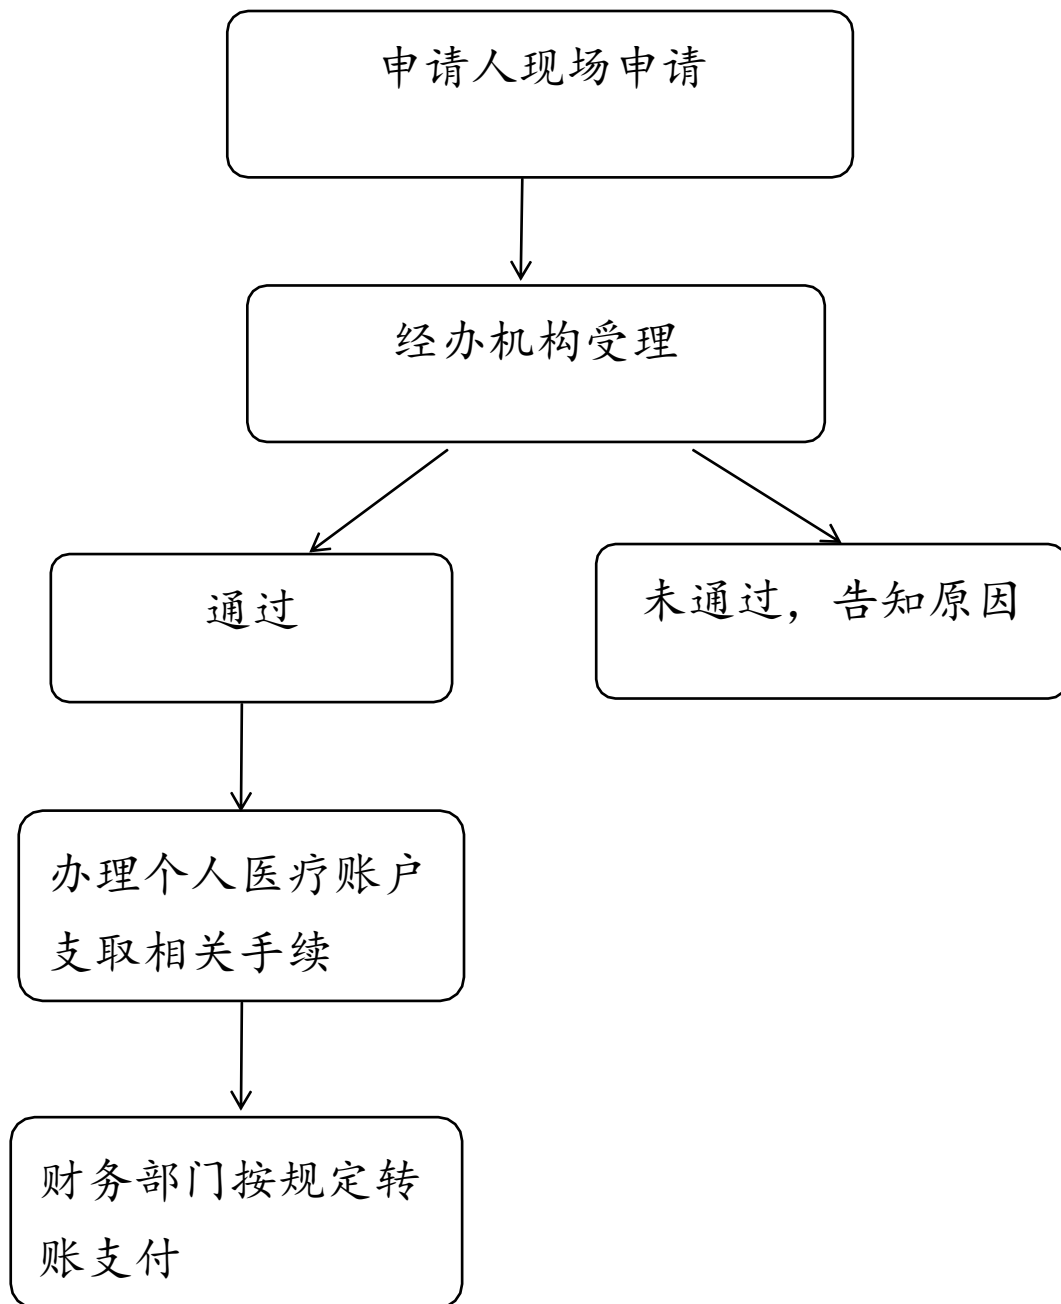 申请人现场申请
经办机构受理
通过
未通过，告知原因
办理个人医疗账户
支取相关手续
财务部门按规定转
账支付